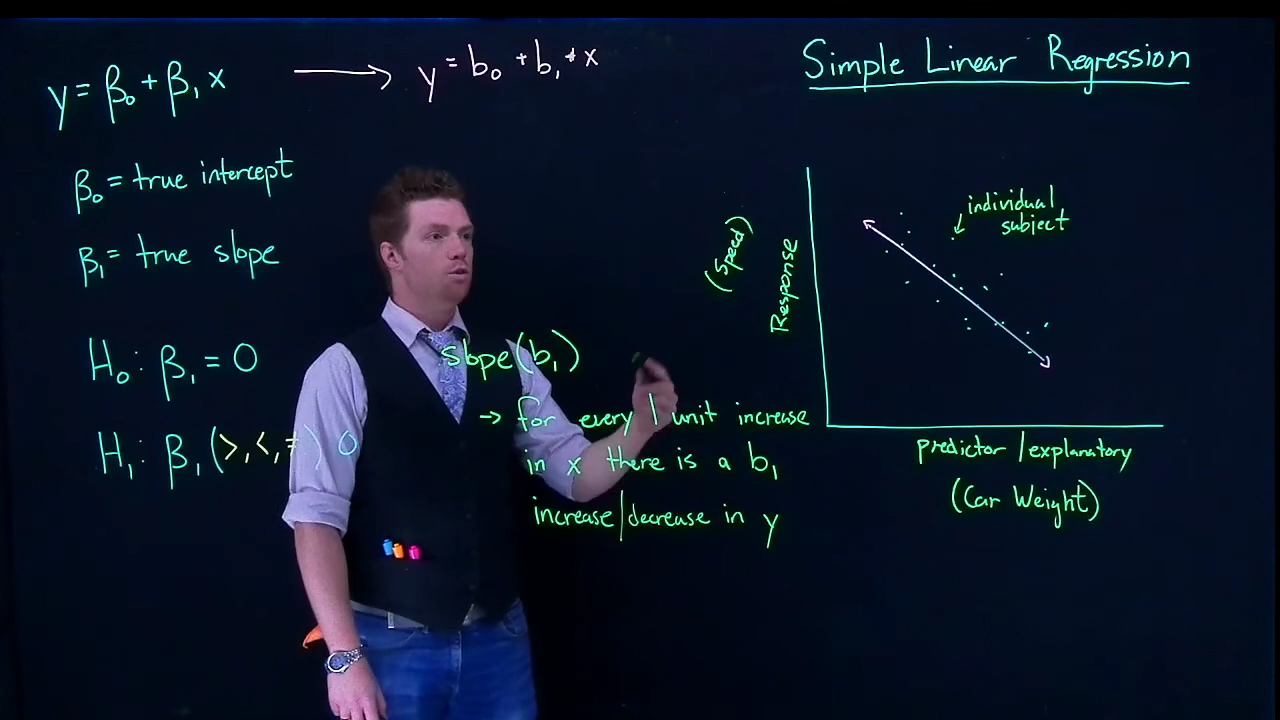 Simple Linear Regression
y = β₀ + β₁ x → y = b₀ + b₁ * x
β₀ = true intercept
β₁ = true slope
H₀: β₁ = 0
H₁: β₁ (>, <, ≠) 0
slope (b₁)
→ for every 1 unit increase
in x there is a b₁
increase/decrease in y
individual
subject
(Speed)
Response
predictor / explanatory
(Car Weight)